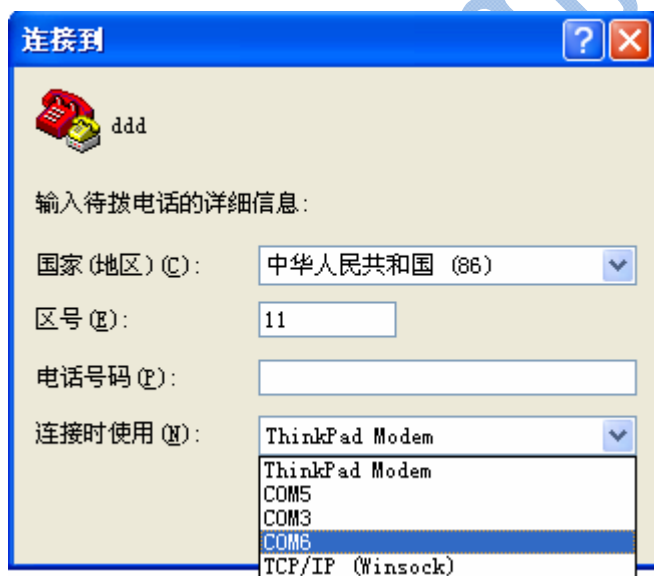 连接到
ddd
输入待拨电话的详细信息:
国家(地区)(C): 中华人民共和国 (86)
区号(E): 11
电话号码(P):
连接时使用(N): ThinkPad Modem
ThinkPad Modem
COM5
COM3
COM6
TCP/IP (Winsock)